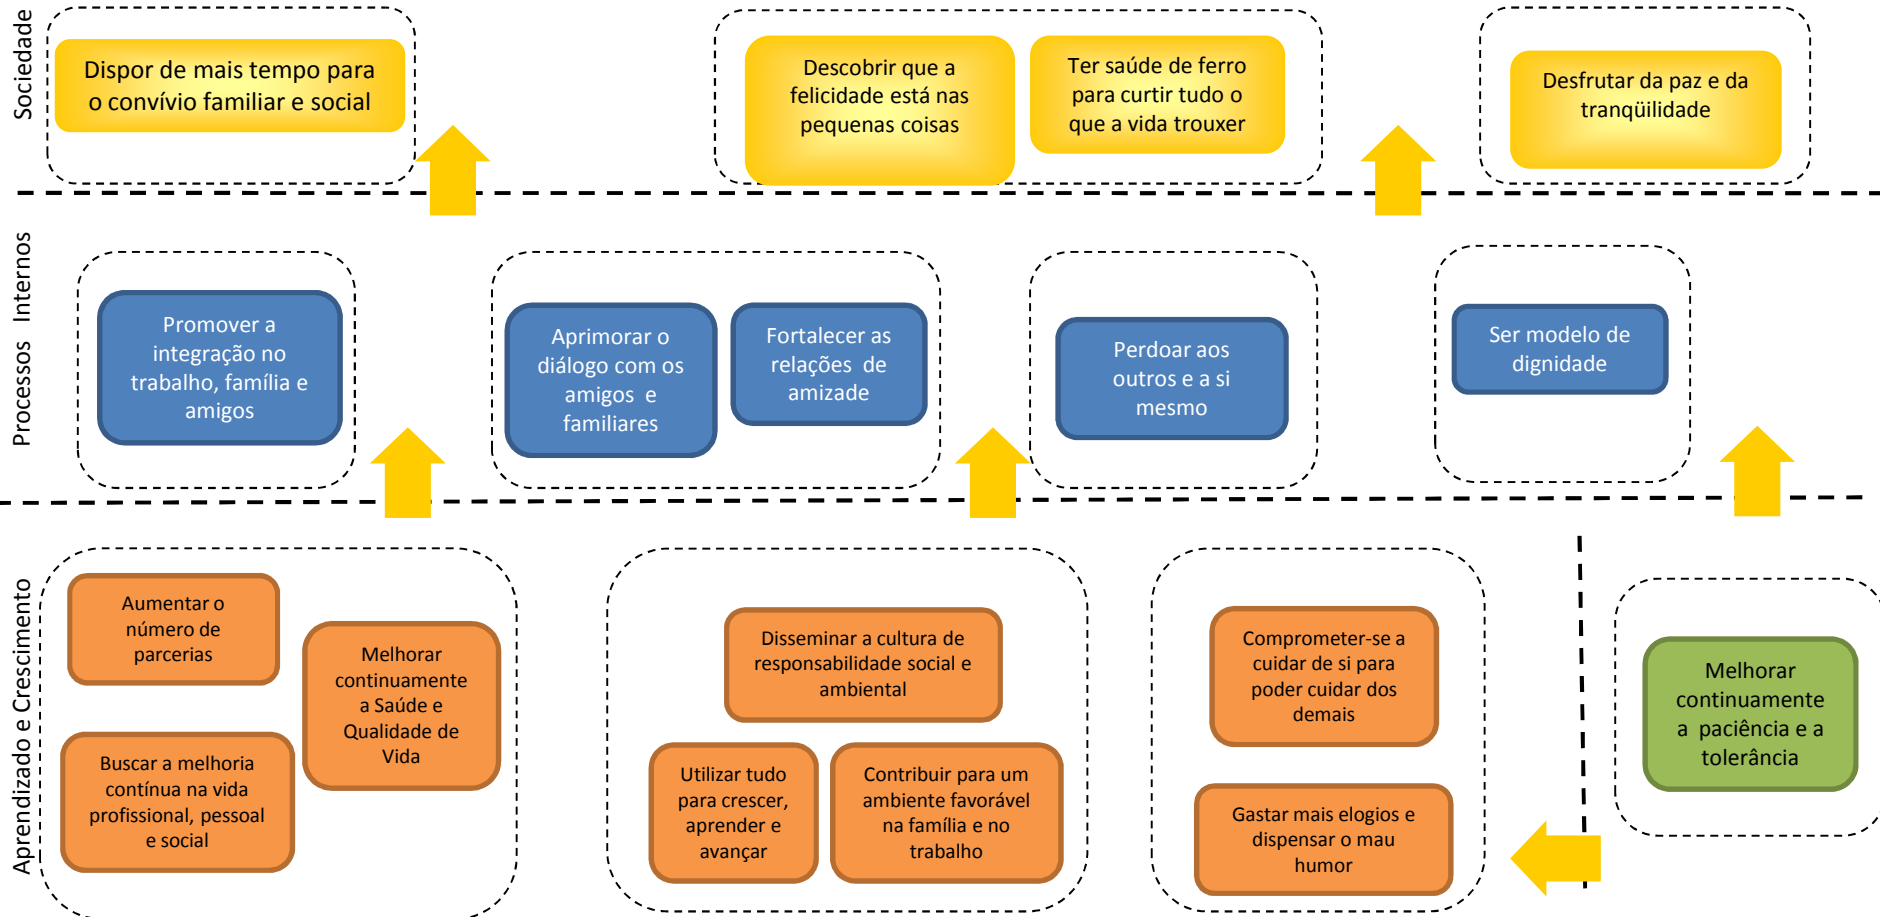 Sociedade
Dispor de mais tempo para
o convívio familiar e social
Descobrir que a
felicidade está nas
pequenas coisas
Ter saúde de ferro
para curtir tudo o
que a vida trouxer
Desfrutar da paz e da
tranqüilidade
Processos Internos
Promover a
integração no
trabalho, família e
amigos
Aprimorar o
diálogo com os
amigos e
familiares
Fortalecer as
relações de
amizade
Perdoar aos
outros e a si
mesmo
Ser modelo de
dignidade
Aprendizado e Crescimento
Aumentar o
número de
parcerias
Melhorar
continuamente
a Saúde e
Qualidade de
Vida
Buscar a melhoria
contínua na vida
profissional, pessoal
e social
Disseminar a cultura de
responsabilidade social e
ambiental
Utilizar tudo
para crescer,
aprender e
avançar
Contribuir para um
ambiente favorável
na família e no
trabalho
Comprometer-se a
cuidar de si para
poder cuidar dos
demais
Gastar mais elogios e
dispensar o mau
humor
Melhorar
continuamente
a paciência e a
tolerância